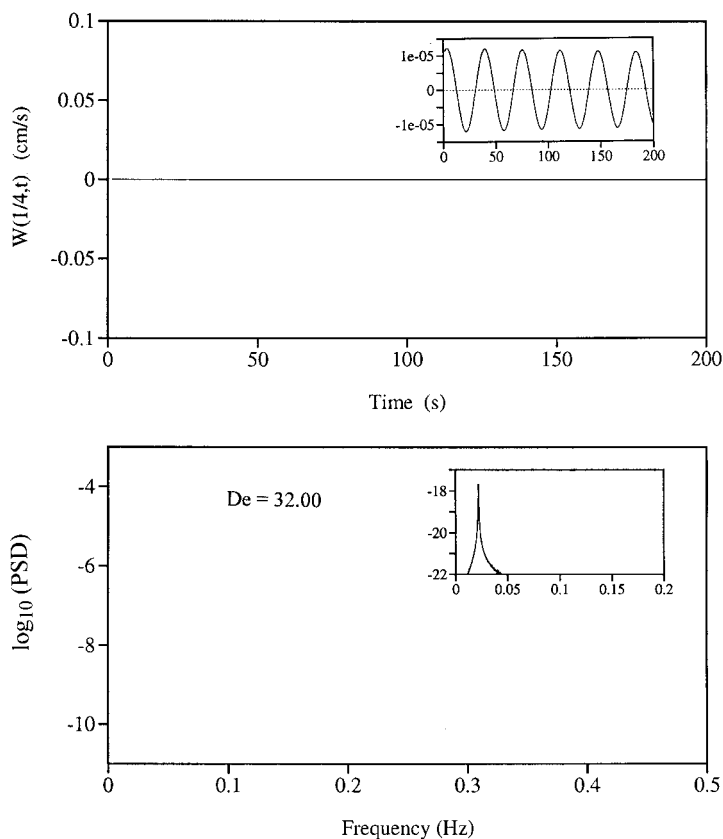 0.1
0.05
0
-0.05
-0.1
W(1/4,t) (cm/s)
1e-05
0
-1e-05
0 50 100 150 200
0 50 100 150 200
Time (s)
-4
-6
-8
-10
log10 (PSD)
De = 32.00
-18
-20
-22
0 0.05 0.1 0.15 0.2
0 0.1 0.2 0.3 0.4 0.5
Frequency (Hz)